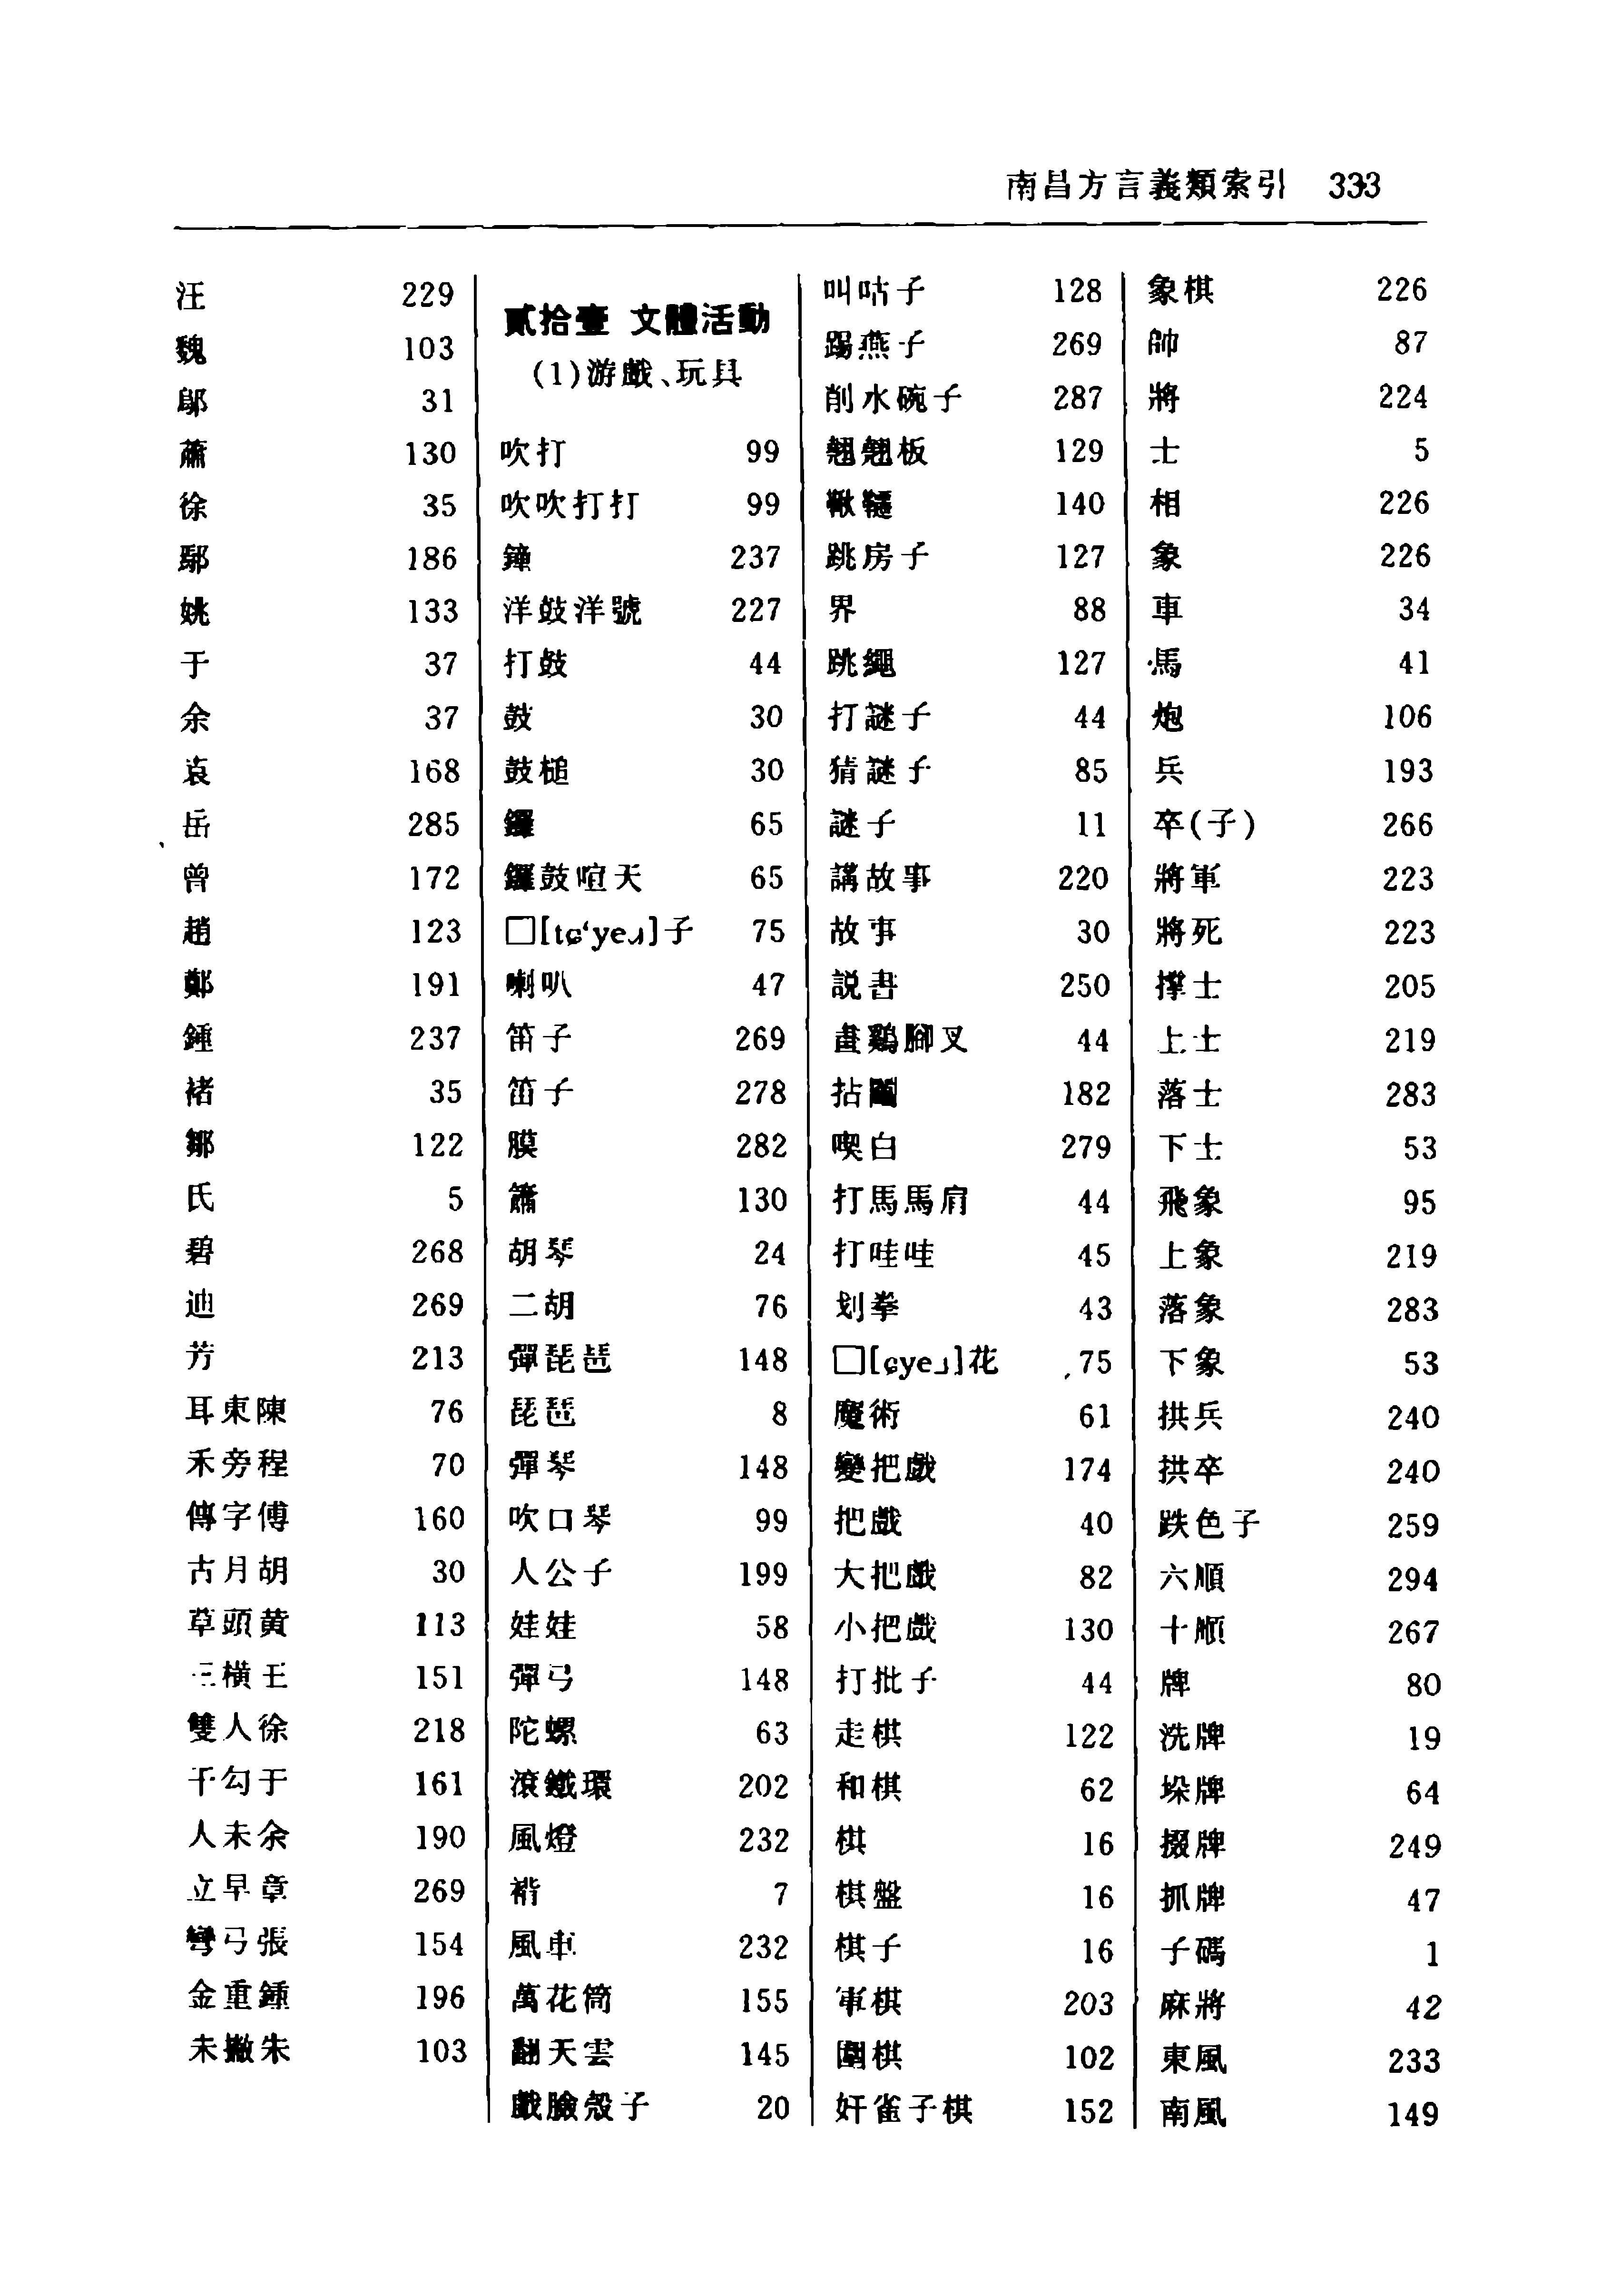 南昌方言義類索引 333
汪 229
魏 103
鄔 31
蕭 130
徐 35
鄢 186
姚 133
于 37
余 37
袁 168
岳 285
曾 172
趙 123
鄭 191
鍾 237
褚 35
鄒 122
氏 5
碧 268
迪 269
芳 213
耳東陳 76
禾旁程 70
傅字傅 160
古月胡 30
草頭黃 113
三橫王 151
雙人徐 218
干勾于 161
人未余 190
立早章 269
彎弓張 154
金重鍾 196
未撇朱 103
貳拾壹 文體活動
(1)游戲、玩具
吹打 99
吹吹打打 99
鐘 237
洋鼓洋號 227
打鼓 44
鼓 30
鼓槌 30
鑼 65
鑼鼓喧天 65
□[tɕ‘ye˩]子 75
喇叭 47
笛子 269
笛子 278
膜 282
簫 130
胡琴 24
二胡 76
彈琵琶 148
琵琶 8
彈琴 148
吹口琴 99
人公子 199
娃娃 58
彈弓 148
陀螺 63
滾鐵環 202
風燈 232
 7
風車 232
萬花筒 155
翻天雲 145
戲臉殼子 20
叫咕子 128
踢燕子 269
削水碗子 287
翹翹板 129
鞦韆 140
跳房子 127
界 88
跳繩 127
打謎子 44
猜謎子 85
謎子 11
講故事 220
故事 30
説書 250
畫鷄腳叉 44
拈鬮 182
喫白 279
打馬馬肩 44
打哇哇 45
划拳 43
□[ɕye˩]花 75
魔術 61
變把戲 174
把戲 40
大把戲 82
小把戲 130
打批子 44
走棋 122
和棋 62
棋 16
棋盤 16
棋子 16
軍棋 203
圍棋 102
奸雀子棋 152
象棋 226
帥 87
將 224
士 5
相 226
象 226
車 34
馬 41
炮 106
兵 193
卒(子) 266
將軍 223
將死 223
撑士 205
上士 219
落士 283
下士 53
飛象 95
上象 219
落象 283
下象 53
拱兵 240
拱卒 240
跌色子 259
六順 294
十順 267
牌 80
洗牌 19
垛牌 64
掇牌 249
抓牌 47
子碼 1
麻將 42
東風 233
南風 149